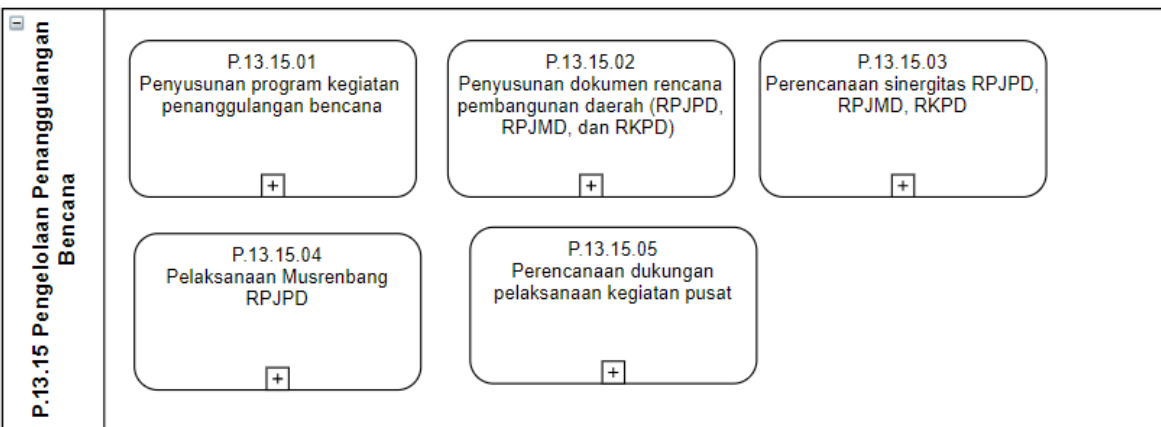 P.13.15 Pengelolaan Penanggulangan
Bencana
P.13.15.01
Penyusunan program kegiatan
penanggulangan bencana
P.13.15.02
Penyusunan dokumen rencana
pembangunan daerah (RPJPD,
RPJMD, dan RKPD)
P.13.15.03
Perencanaan sinergitas RPJPD,
RPJMD, RKPD
P.13.15.04
Pelaksanaan Musrenbang
RPJPD
P.13.15.05
Perencanaan dukungan
pelaksanaan kegiatan pusat